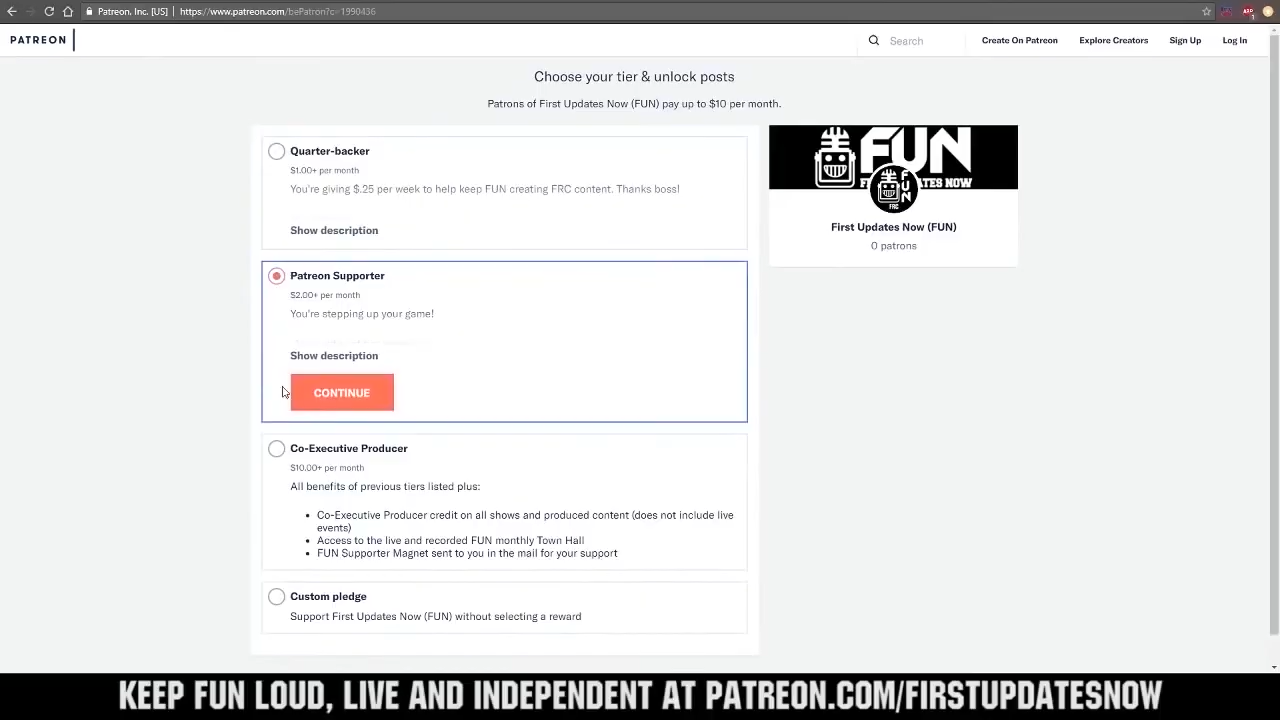 Patreon, Inc. [US] | https://www.patreon.com/bePatron?c=1990436
ABP
1
PATREON
Search
Create On Patreon
Explore Creators
Sign Up
Log In
Choose your tier & unlock posts
Patrons of First Updates Now (FUN) pay up to $10 per month.
Quarter-backer
$1.00+ per month
You're giving $.25 per week to help keep FUN creating FRC content. Thanks boss!
Show description
Patreon Supporter
$2.00+ per month
You're stepping up your game!
Show description
CONTINUE
Co-Executive Producer
$10.00+ per month
All benefits of previous tiers listed plus:
• Co-Executive Producer credit on all shows and produced content (does not include live
events)
• Access to the live and recorded FUN monthly Town Hall
• FUN Supporter Magnet sent to you in the mail for your support
Custom pledge
Support First Updates Now (FUN) without selecting a reward
FUN
TES NOW
FUN
FRC
First Updates Now (FUN)
0 patrons
KEEP FUN LOUD, LIVE AND INDEPENDENT AT PATREON.COM/FIRSTUPDATESNOW